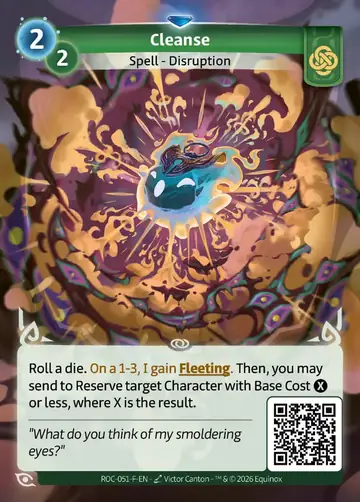 2
Cleanse
2
Spell - Disruption
Roll a die. On a 1-3, I gain Fleeting. Then, you may
send to Reserve target Character with Base Cost X
or less, where X is the result.
"What do you think of my smoldering
eyes?"
ROC-051-F-EN - Victor Canton - ™ & © 2026 Equinox